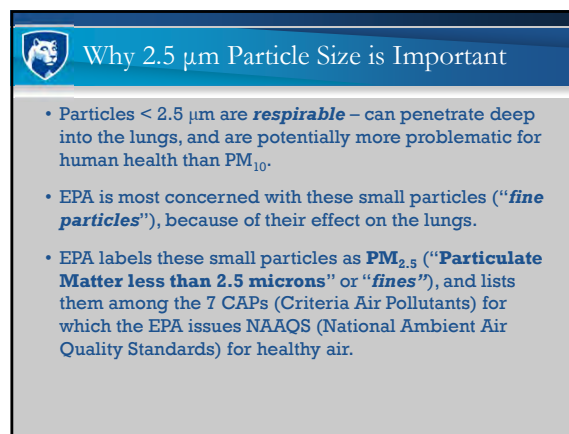 Why 2.5 μm Particle Size is Important
• Particles < 2.5 μm are respirable – can penetrate deep
into the lungs, and are potentially more problematic for
human health than PM₁₀.
• EPA is most concerned with these small particles (“fine
particles”), because of their effect on the lungs.
• EPA labels these small particles as PM₂.₅ (“Particulate
Matter less than 2.5 microns” or “fines”), and lists
them among the 7 CAPs (Criteria Air Pollutants) for
which the EPA issues NAAQS (National Ambient Air
Quality Standards) for healthy air.